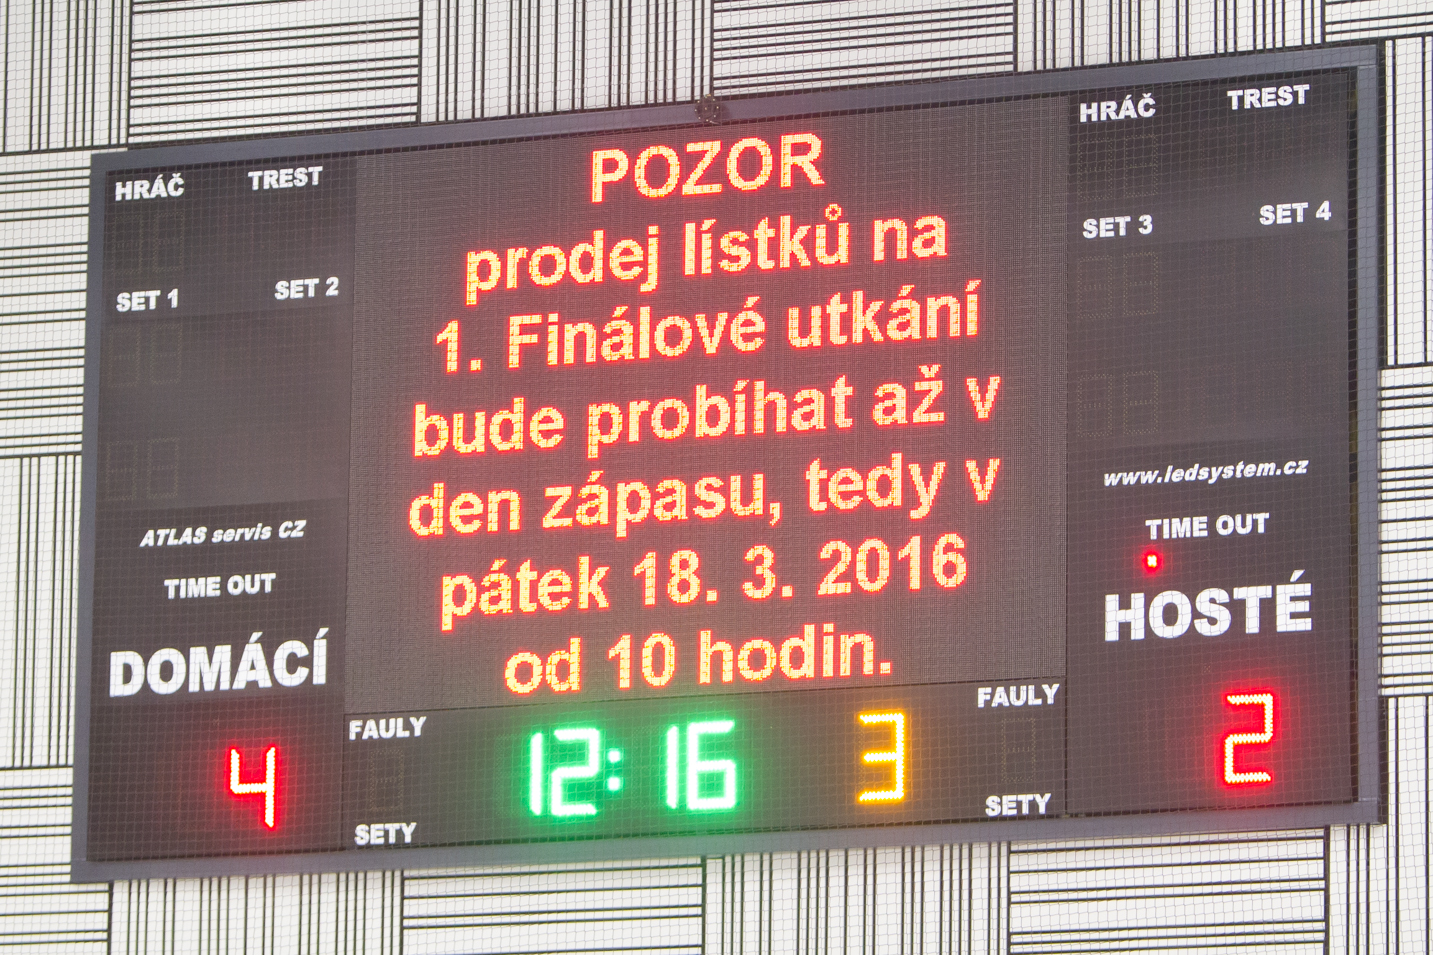 HRÁČ TREST
SET 1 SET 2
ATLAS servis CZ
TIME OUT
DOMÁCÍ
4
POZOR
prodej lístků na
1. Finálové utkání
bude probíhat až v
den zápasu, tedy v
pátek 18. 3. 2016
od 10 hodin.
FAULY
SETY
12:16 3
FAULY
SETY
HRÁČ TREST
SET 3 SET 4
www.ledsystem.cz
TIME OUT
HOSTÉ
2